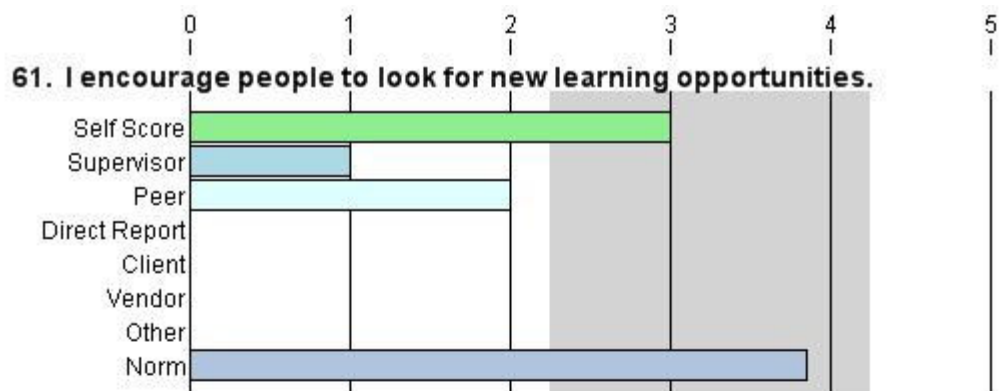 0 1 2 3 4 5
61. I encourage people to look for new learning opportunities.
Self Score
Supervisor
Peer
Direct Report
Client
Vendor
Other
Norm